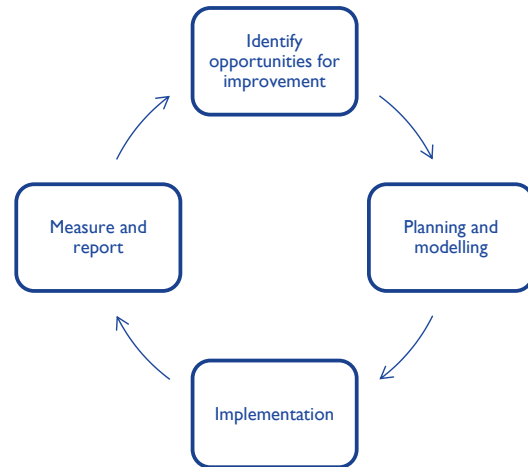 Identify
opportunities for
improvement
Measure and
report
Planning and
modelling
Implementation